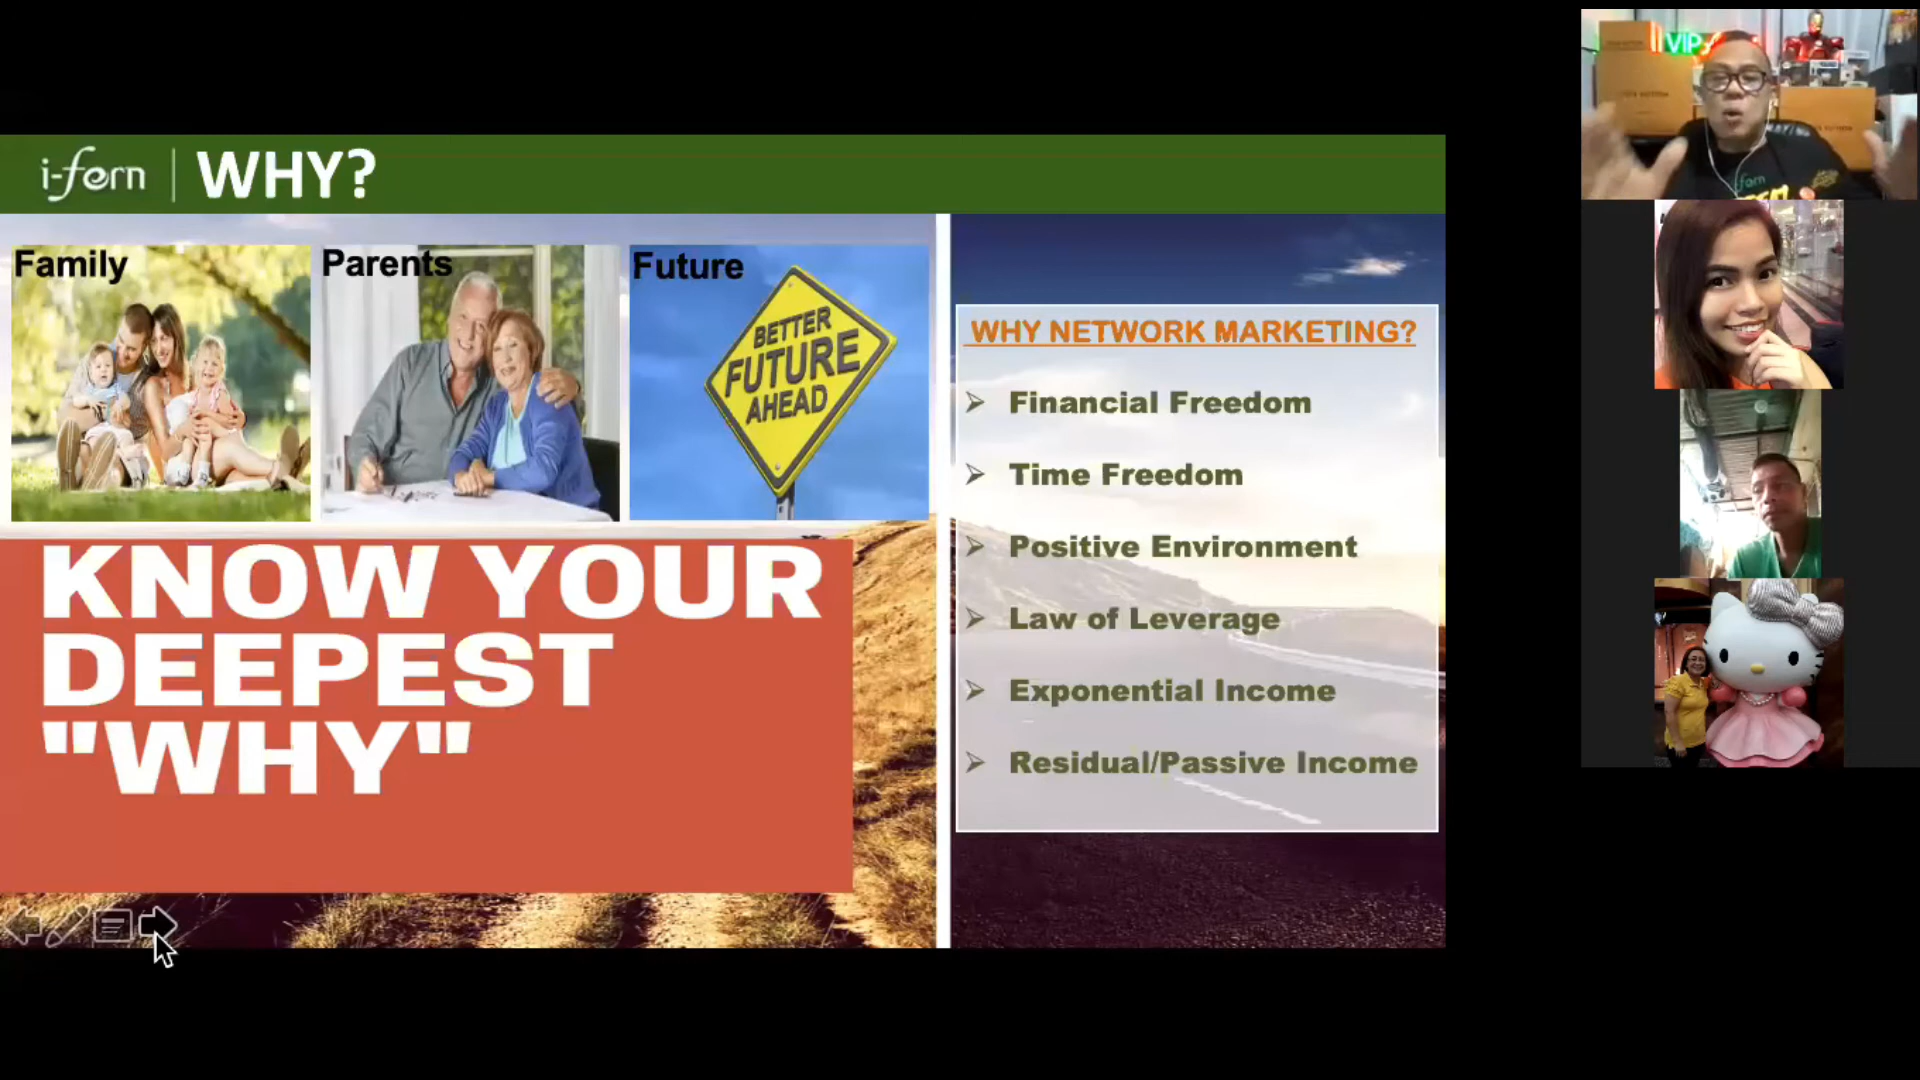 i-fern
WHY?
Family
Parents
Future
BETTER
FUTURE
AHEAD
KNOW YOUR
DEEPEST
"WHY"
WHY NETWORK MARKETING?
Financial Freedom
Time Freedom
Positive Environment
Law of Leverage
Exponential Income
Residual/Passive Income
VIP
i-fern